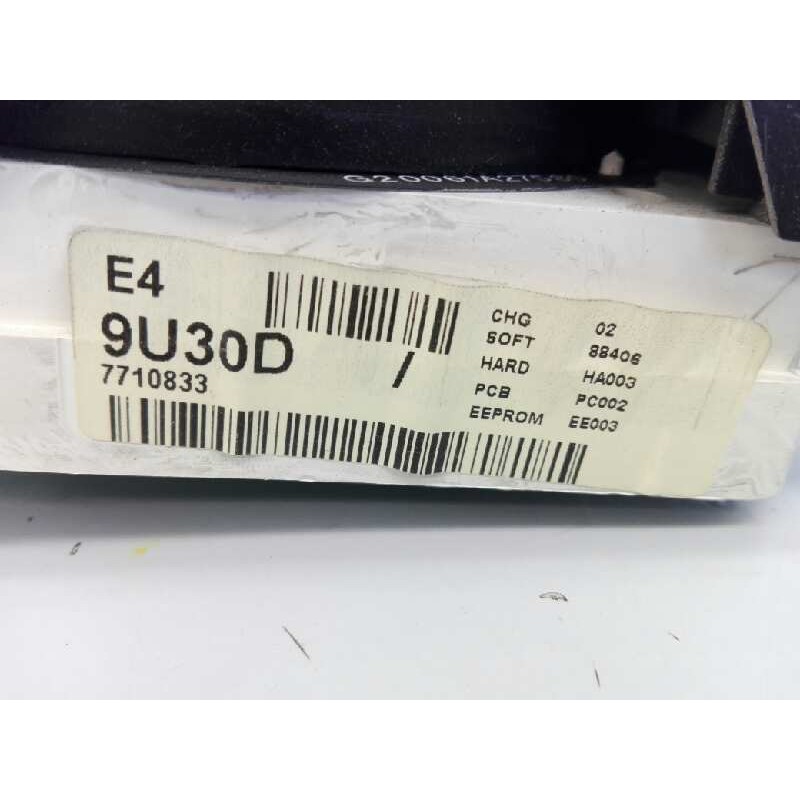 E4
9U30D /
7710833
CHG 02
SOFT 88406
HARD HA003
PCB PC002
EEPROM EE003